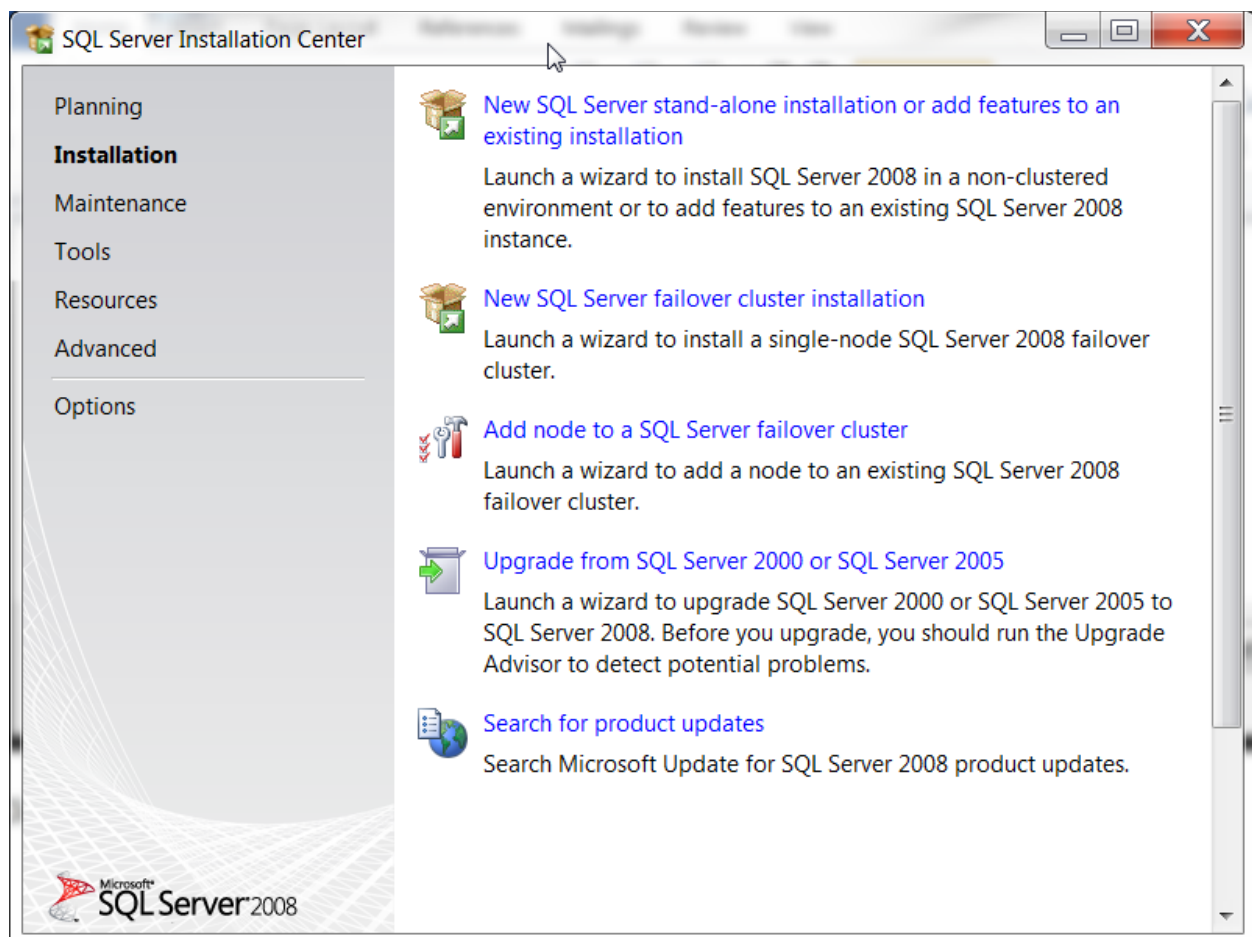 SQL Server Installation Center
References Mailings Review View
Planning
Installation
Maintenance
Tools
Resources
Advanced
Options
New SQL Server stand-alone installation or add features to an
existing installation
Launch a wizard to install SQL Server 2008 in a non-clustered
environment or to add features to an existing SQL Server 2008
instance.
New SQL Server failover cluster installation
Launch a wizard to install a single-node SQL Server 2008 failover
cluster.
Add node to a SQL Server failover cluster
Launch a wizard to add a node to an existing SQL Server 2008
failover cluster.
Upgrade from SQL Server 2000 or SQL Server 2005
Launch a wizard to upgrade SQL Server 2000 or SQL Server 2005 to
SQL Server 2008. Before you upgrade, you should run the Upgrade
Advisor to detect potential problems.
Search for product updates
Search Microsoft Update for SQL Server 2008 product updates.
Microsoft®
SQL Server®2008